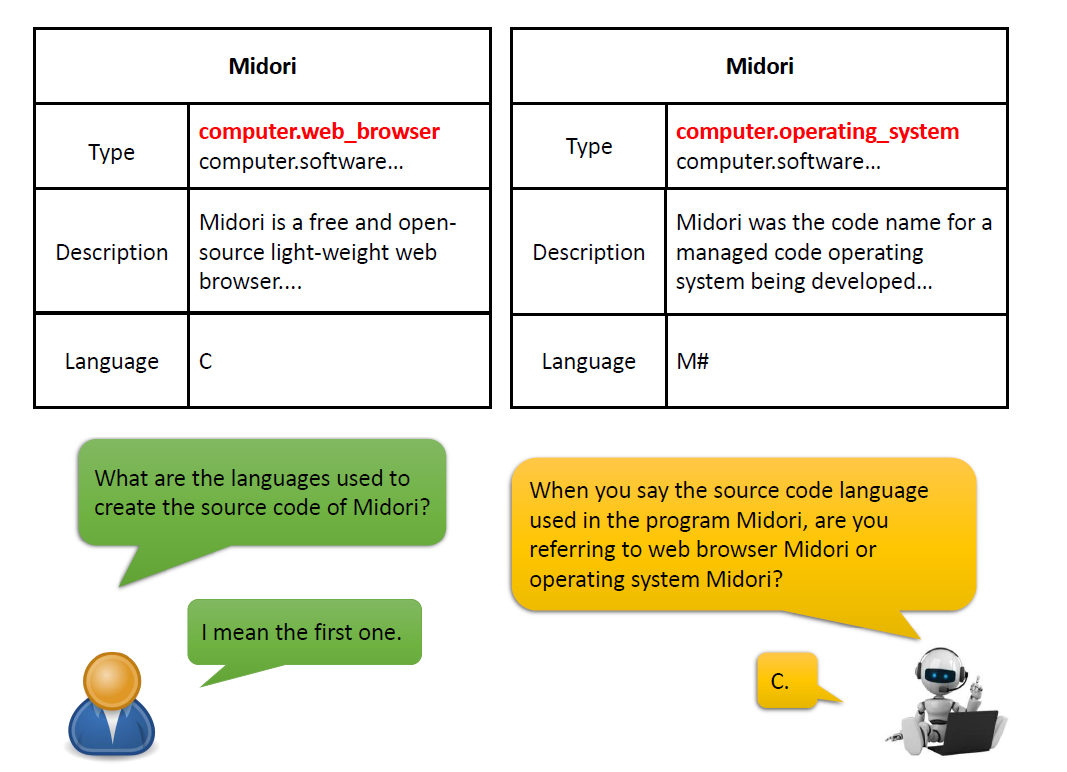 Midori
Type
computer.web_browser
computer.software...
Description
Midori is a free and open-
source light-weight web
browser....
Language
C
Midori
Type
computer.operating_system
computer.software...
Description
Midori was the code name for a
managed code operating
system being developed...
Language
M#
What are the languages used to
create the source code of Midori?
When you say the source code language
used in the program Midori, are you
referring to web browser Midori or
operating system Midori?
I mean the first one.
C.